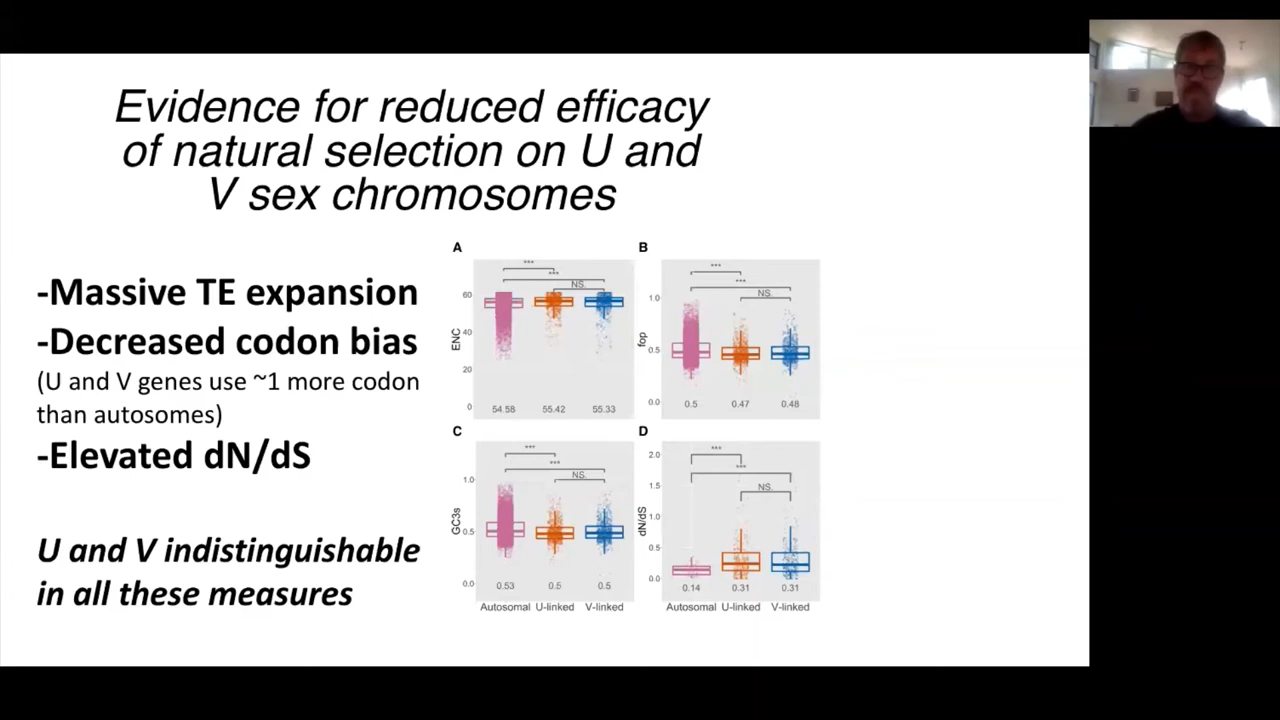 Evidence for reduced efficacy
of natural selection on U and
V sex chromosomes
-Massive TE expansion
-Decreased codon bias
(U and V genes use ~1 more codon
than autosomes)
-Elevated dN/dS
U and V indistinguishable
in all these measures
A
***
***
NS.
ENC
60
40
20
0
54.58 55.42 55.33
B
***
***
NS.
fop
1.0
0.5
0.0
0.5 0.47 0.48
C
***
***
NS.
GC3s
1.0
0.5
0.0
0.53 0.5 0.5
Autosomal U-linked V-linked
D
***
***
NS.
dN/dS
2.0
1.5
1.0
0.5
0.0
0.14 0.31 0.31
Autosomal U-linked V-linked